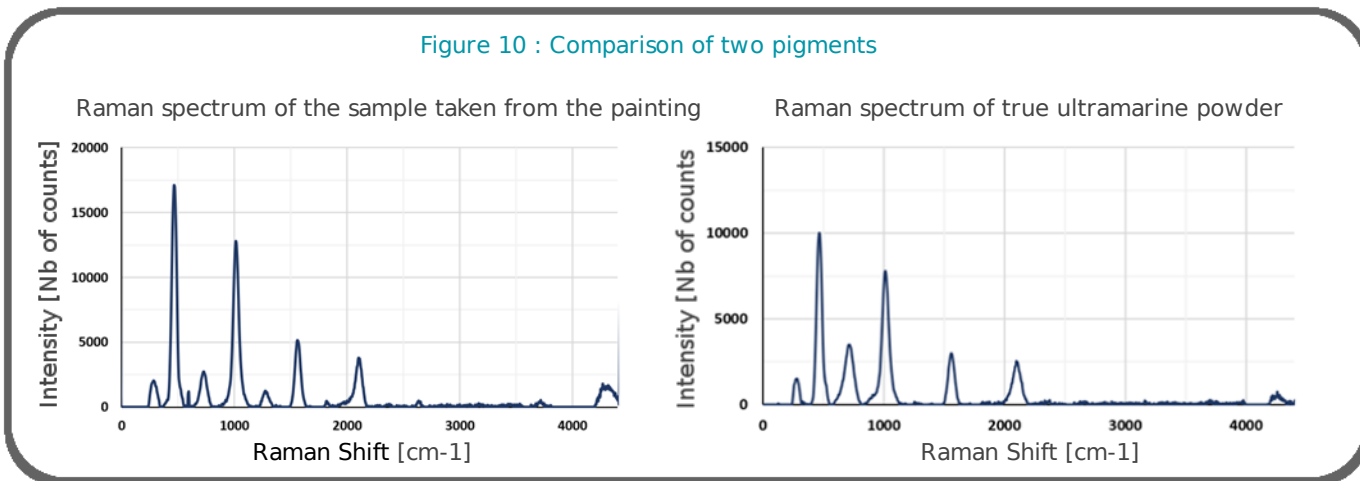 Figure 10 : Comparison of two pigments
Raman spectrum of the sample taken from the painting
Intensity [Nb of counts]
20000
15000
10000
5000
0
0 1000 2000 3000 4000
Raman Shift [cm-1]
Raman spectrum of true ultramarine powder
Intensity [Nb of counts
15000
10000
5000
0
0 1000 2000 3000 4000
Raman Shift [cm-1]